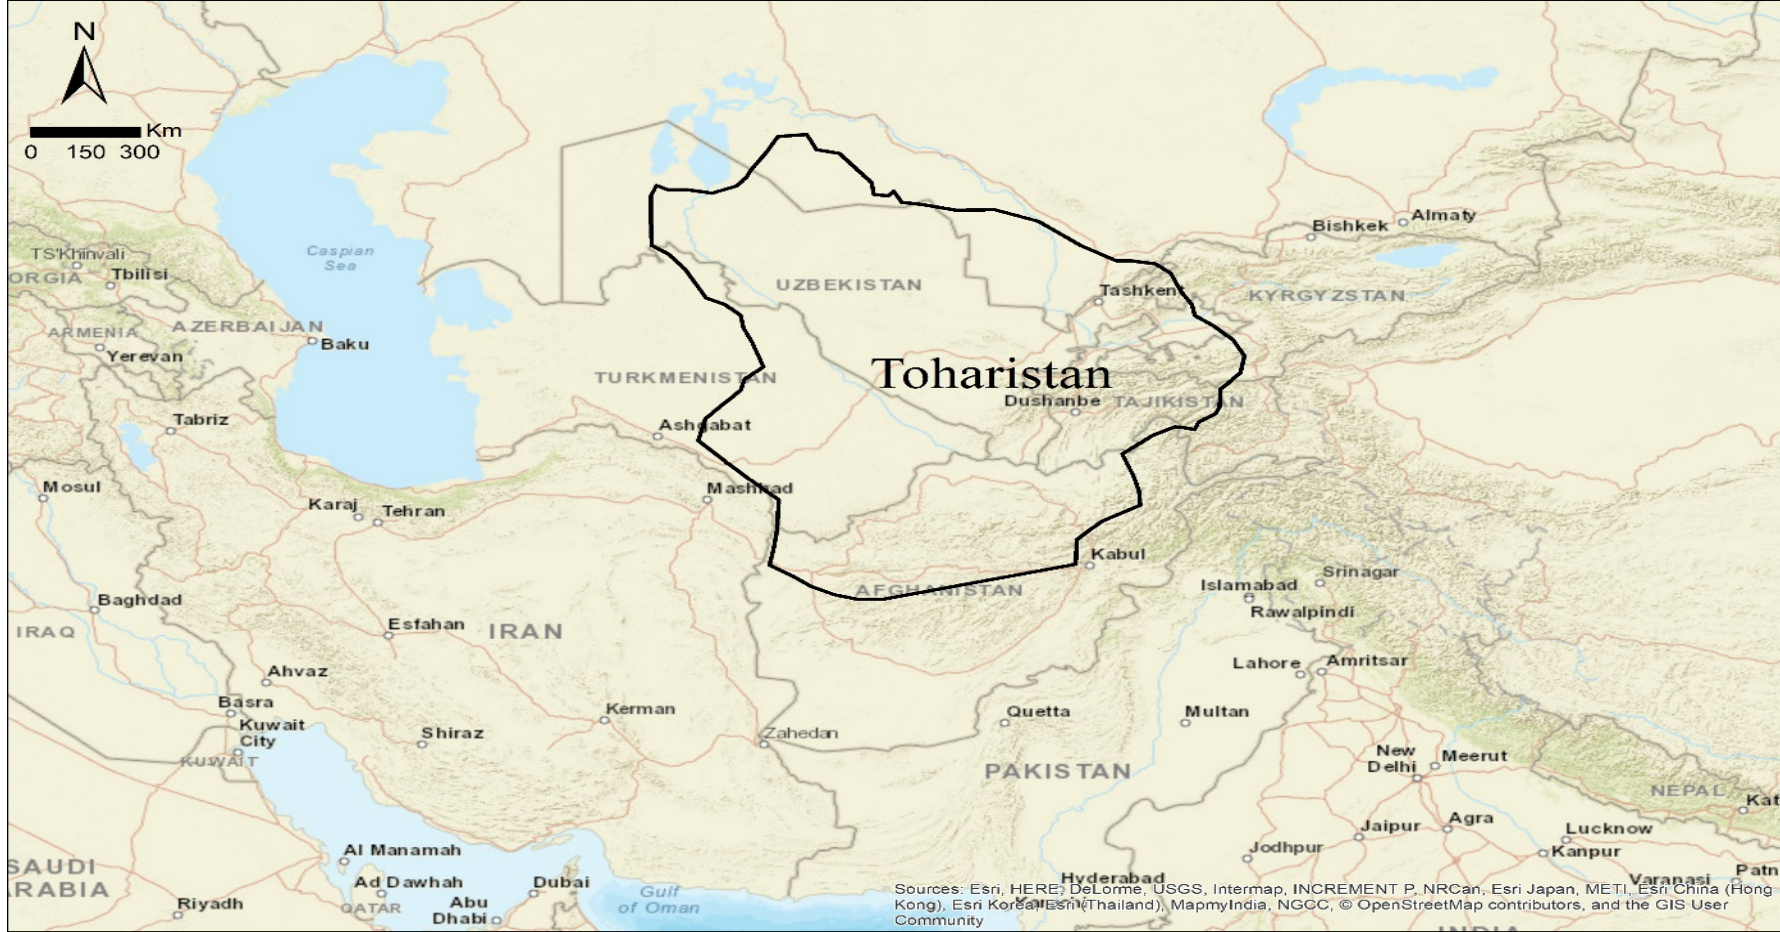 N
Km
0 150 300
Caspian
Sea
TS'Khinvali
ORGIA
Tbilisi
ARMENIA
AZERBAIJAN
Yerevan
Baku
Tabriz
Mosul
Karaj
Tehran
Baghdad
IRAQ
Esfahan
IRAN
Ahvaz
Basra
Kuwait
City
KUWAIT
Shiraz
Kerman
Zahedan
SAUDI
RABIA
Al Manamah
Ad Dawhah
QATAR
Abu
Dhabi
Dubai
Riyadh
Gulf
of Oman
UZBEKISTAN
TURKMENISTAN
Ashgabat
Mashhad
Toharistan
Tashkent
Dushanbe
TAJIKISTAN
KYRGYZSTAN
Bishkek
Almaty
AFGHANISTAN
Kabul
Islamabad
Rawalpindi
Srinagar
Lahore
Amritsar
Quetta
Multan
PAKISTAN
New
Delhi
Meerut
NEPAL
Kat
Jaipur
Agra
Lucknow
Kanpur
Jodhpur
Varanasi
Patn
Hyderabad
INDIA
Sources: Esri, HERE, DeLorme, USGS, Intermap, INCREMENT P, NRCan, Esri Japan, METI, Esri China (Hong
Kong), Esri Korea, Esri (Thailand), MapmyIndia, NGCC, © OpenStreetMap contributors, and the GIS User
Community